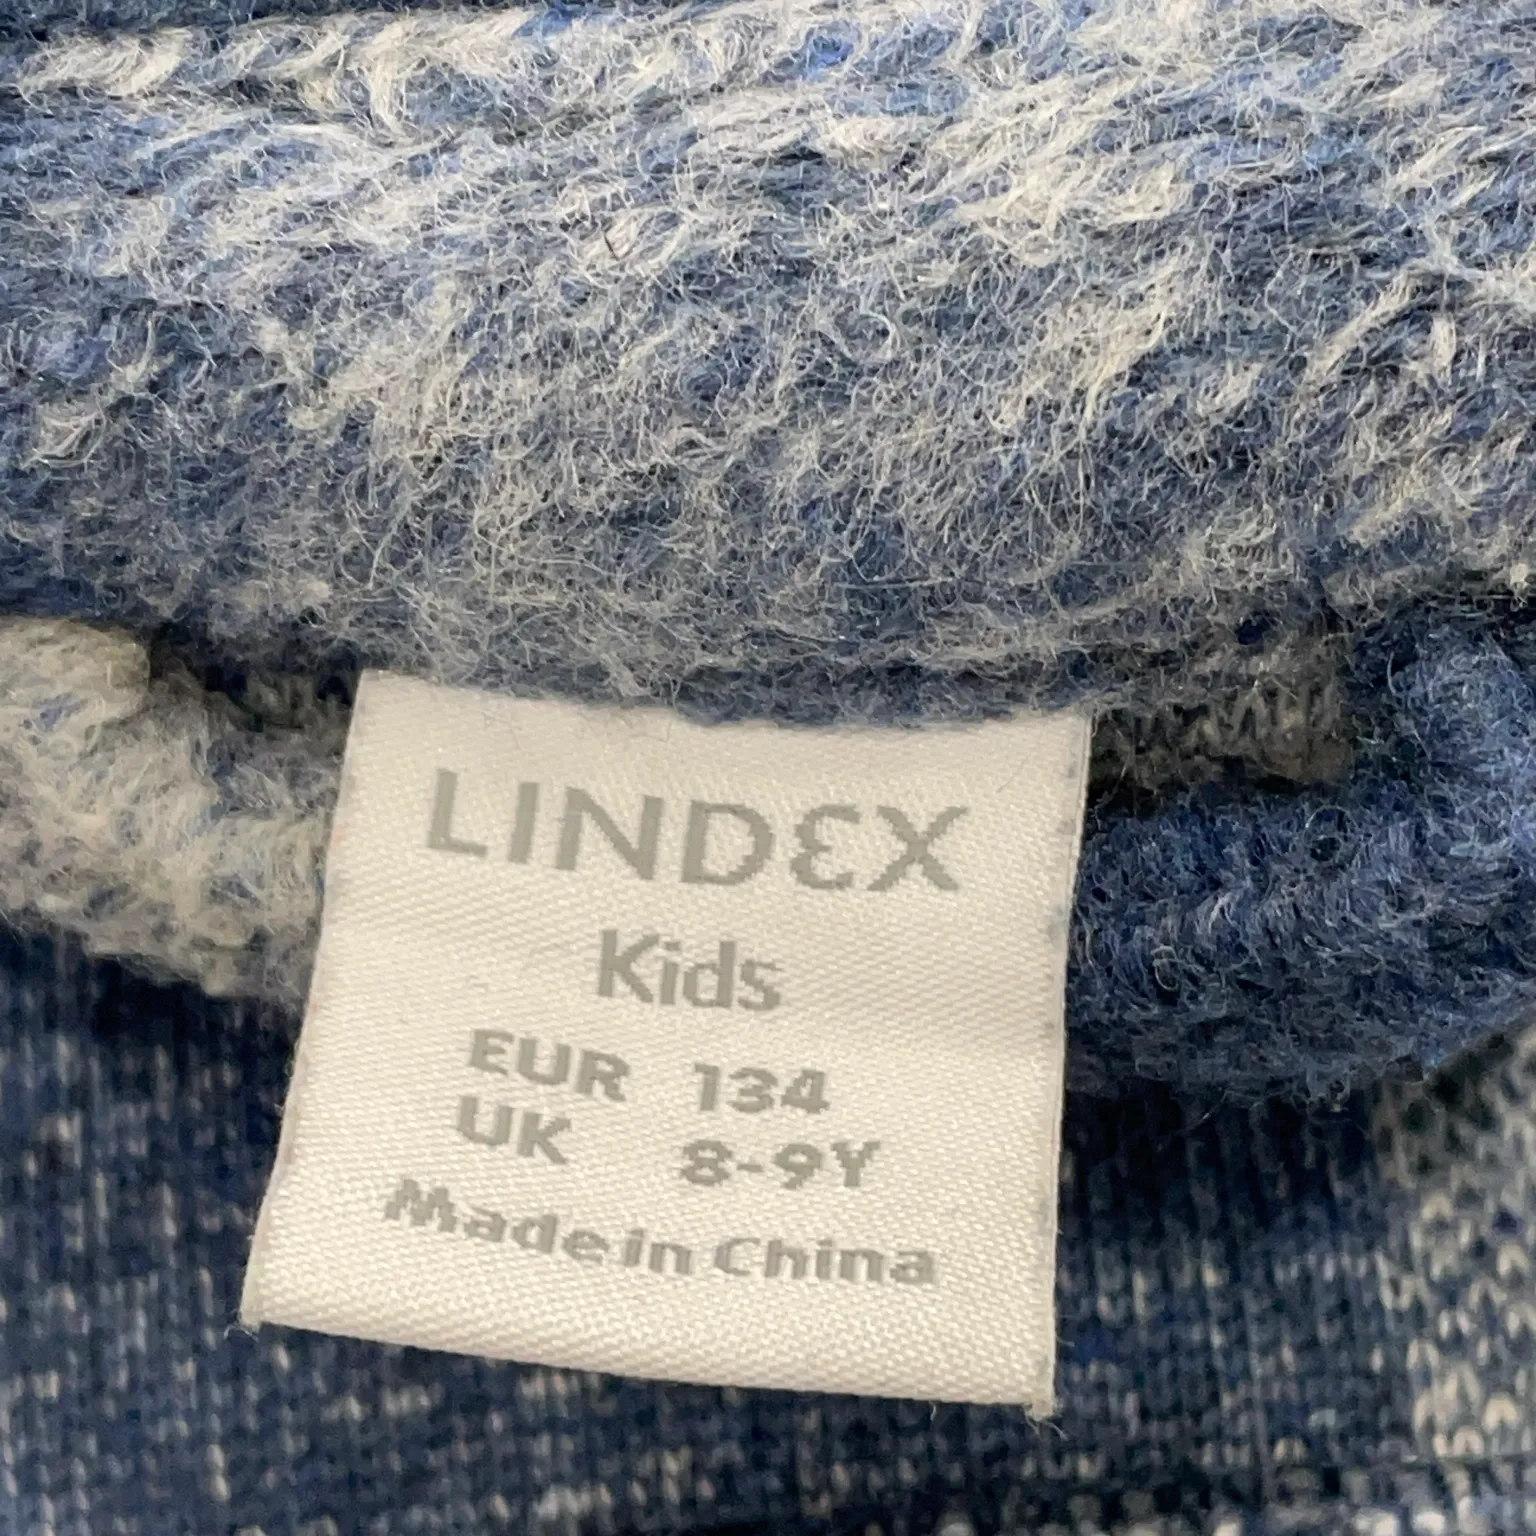 LINDEX
Kids
EUR 134
UK 8-9Y
Made in China